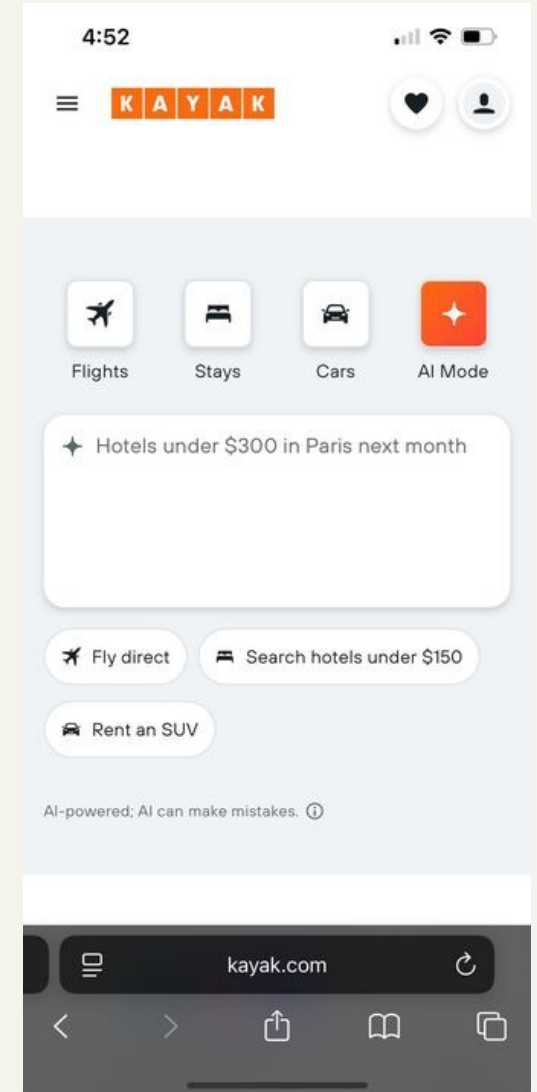 4:52
KAYAK
Flights Stays Cars AI Mode
Hotels under $300 in Paris next month
Fly direct Search hotels under $150
Rent an SUV
AI-powered; AI can make mistakes.
kayak.com